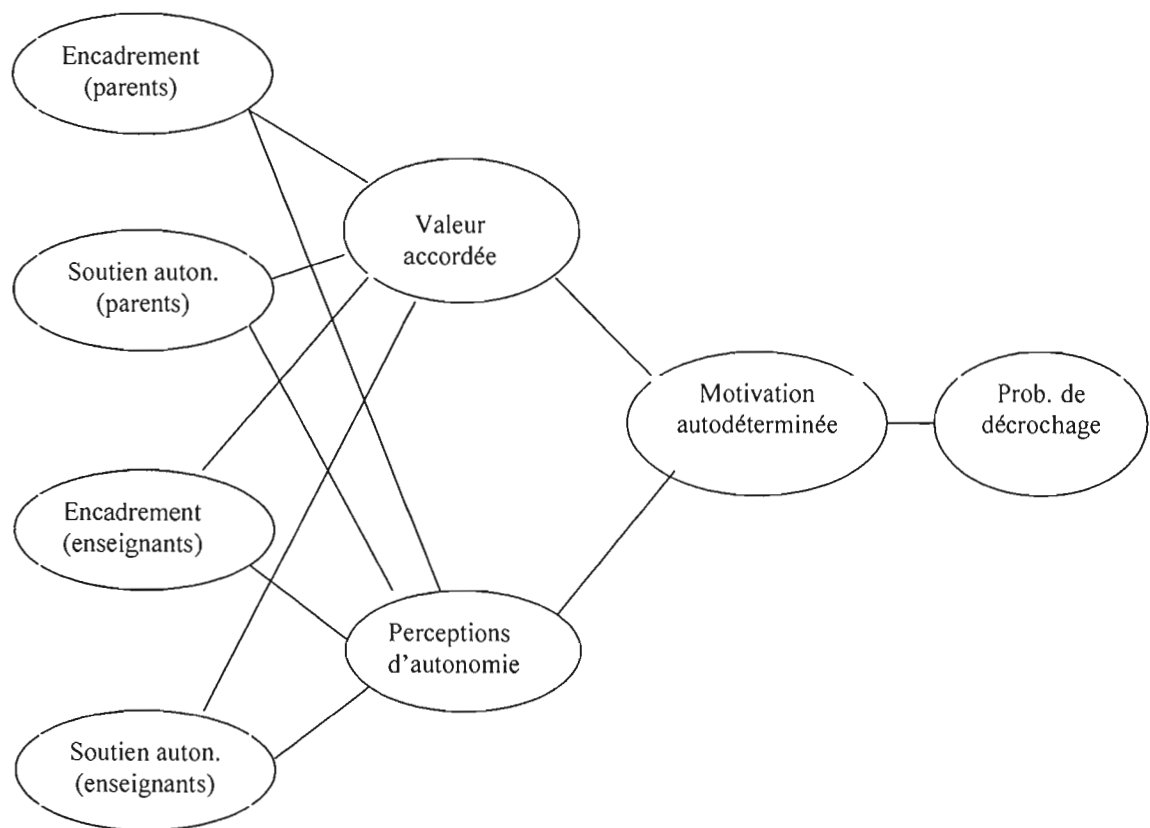 Encadrement
(parents)
Soutien auton.
(parents)
Encadrement
(enseignants)
Soutien auton.
(enseignants)
Valeur
accordée
Perceptions
d'autonomie
Motivation
autodéterminée
Prob. de
décrochage